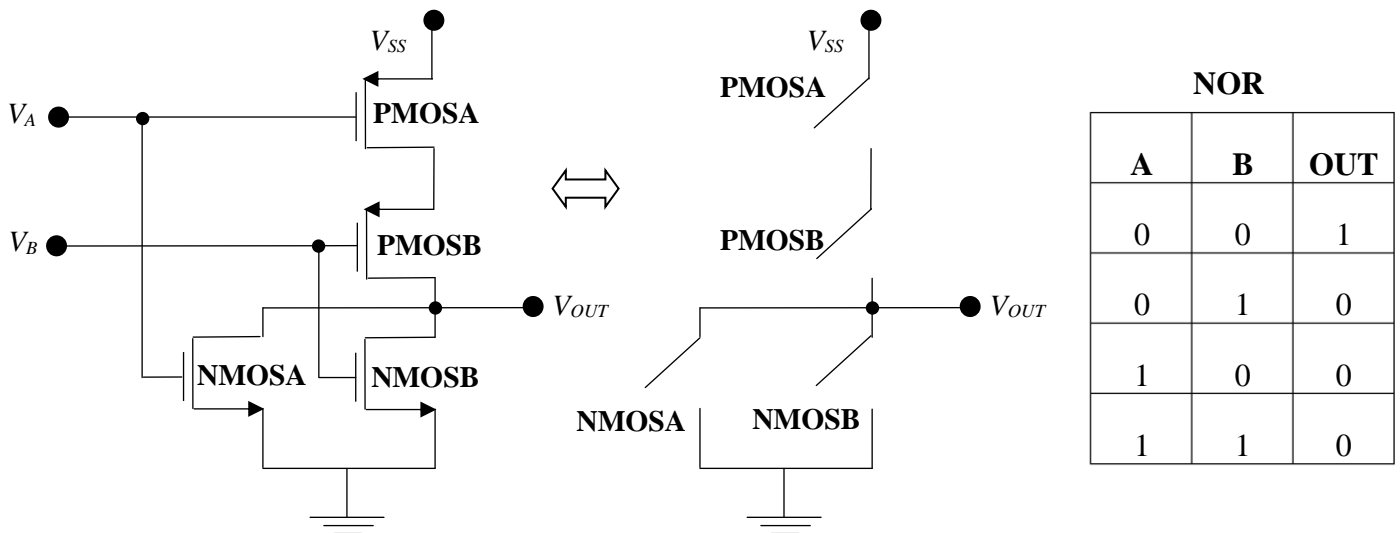 V_SS
PMOSA
V_A
PMOSB
V_B
V_OUT
NMOSA
NMOSB
V_SS
PMOSA
PMOSB
V_OUT
NMOSA
NMOSB
NOR
A B OUT
0 0 1
0 1 0
1 0 0
1 1 0